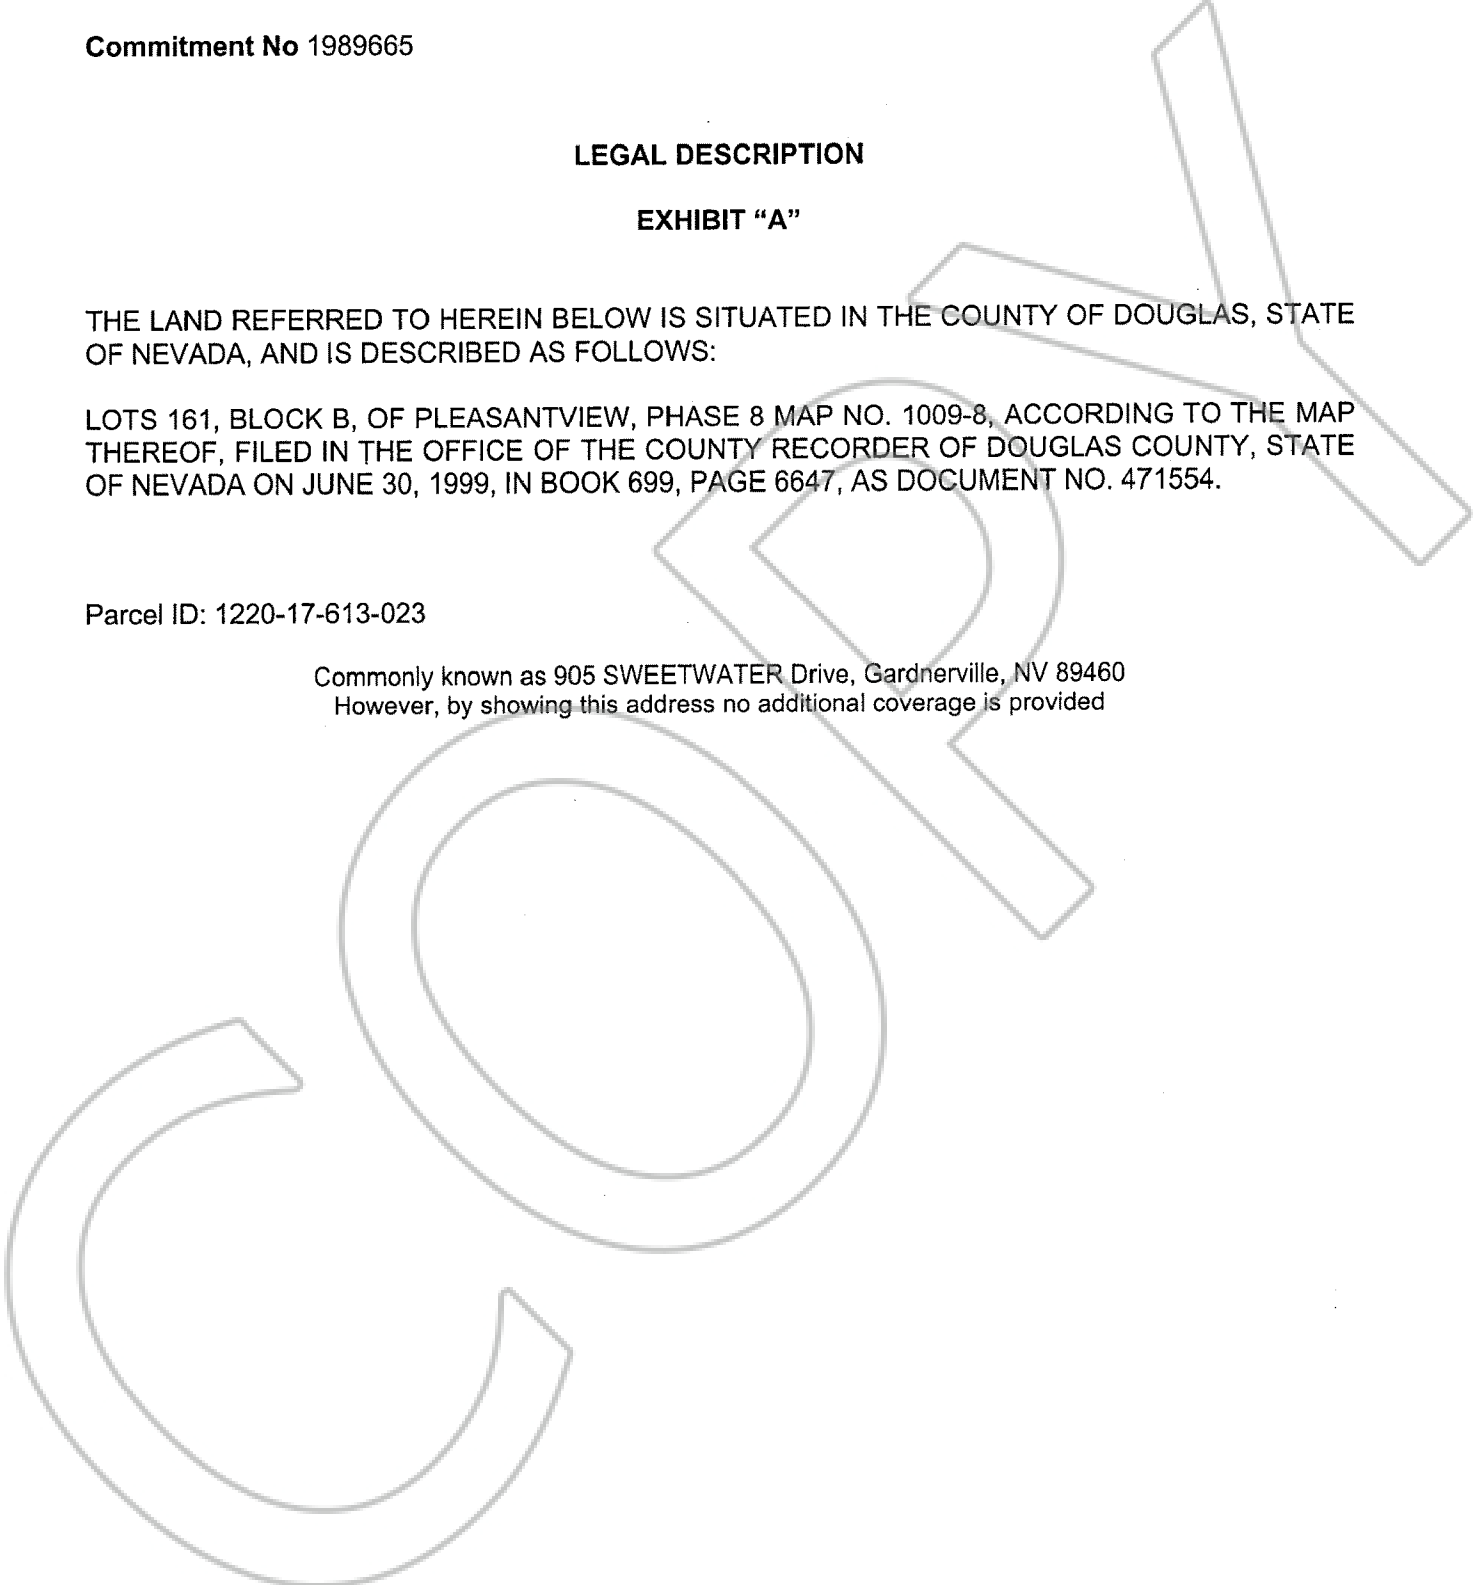 Commitment No 1989665
LEGAL DESCRIPTION
EXHIBIT “A”
THE LAND REFERRED TO HEREIN BELOW IS SITUATED IN THE COUNTY OF DOUGLAS, STATE
OF NEVADA, AND IS DESCRIBED AS FOLLOWS:
LOTS 161, BLOCK B, OF PLEASANTVIEW, PHASE 8 MAP NO. 1009-8, ACCORDING TO THE MAP
THEREOF, FILED IN THE OFFICE OF THE COUNTY RECORDER OF DOUGLAS COUNTY, STATE
OF NEVADA ON JUNE 30, 1999, IN BOOK 699, PAGE 6647, AS DOCUMENT NO. 471554.
Parcel ID: 1220-17-613-023
Commonly known as 905 SWEETWATER Drive, Gardnerville, NV 89460
However, by showing this address no additional coverage is provided
COPY